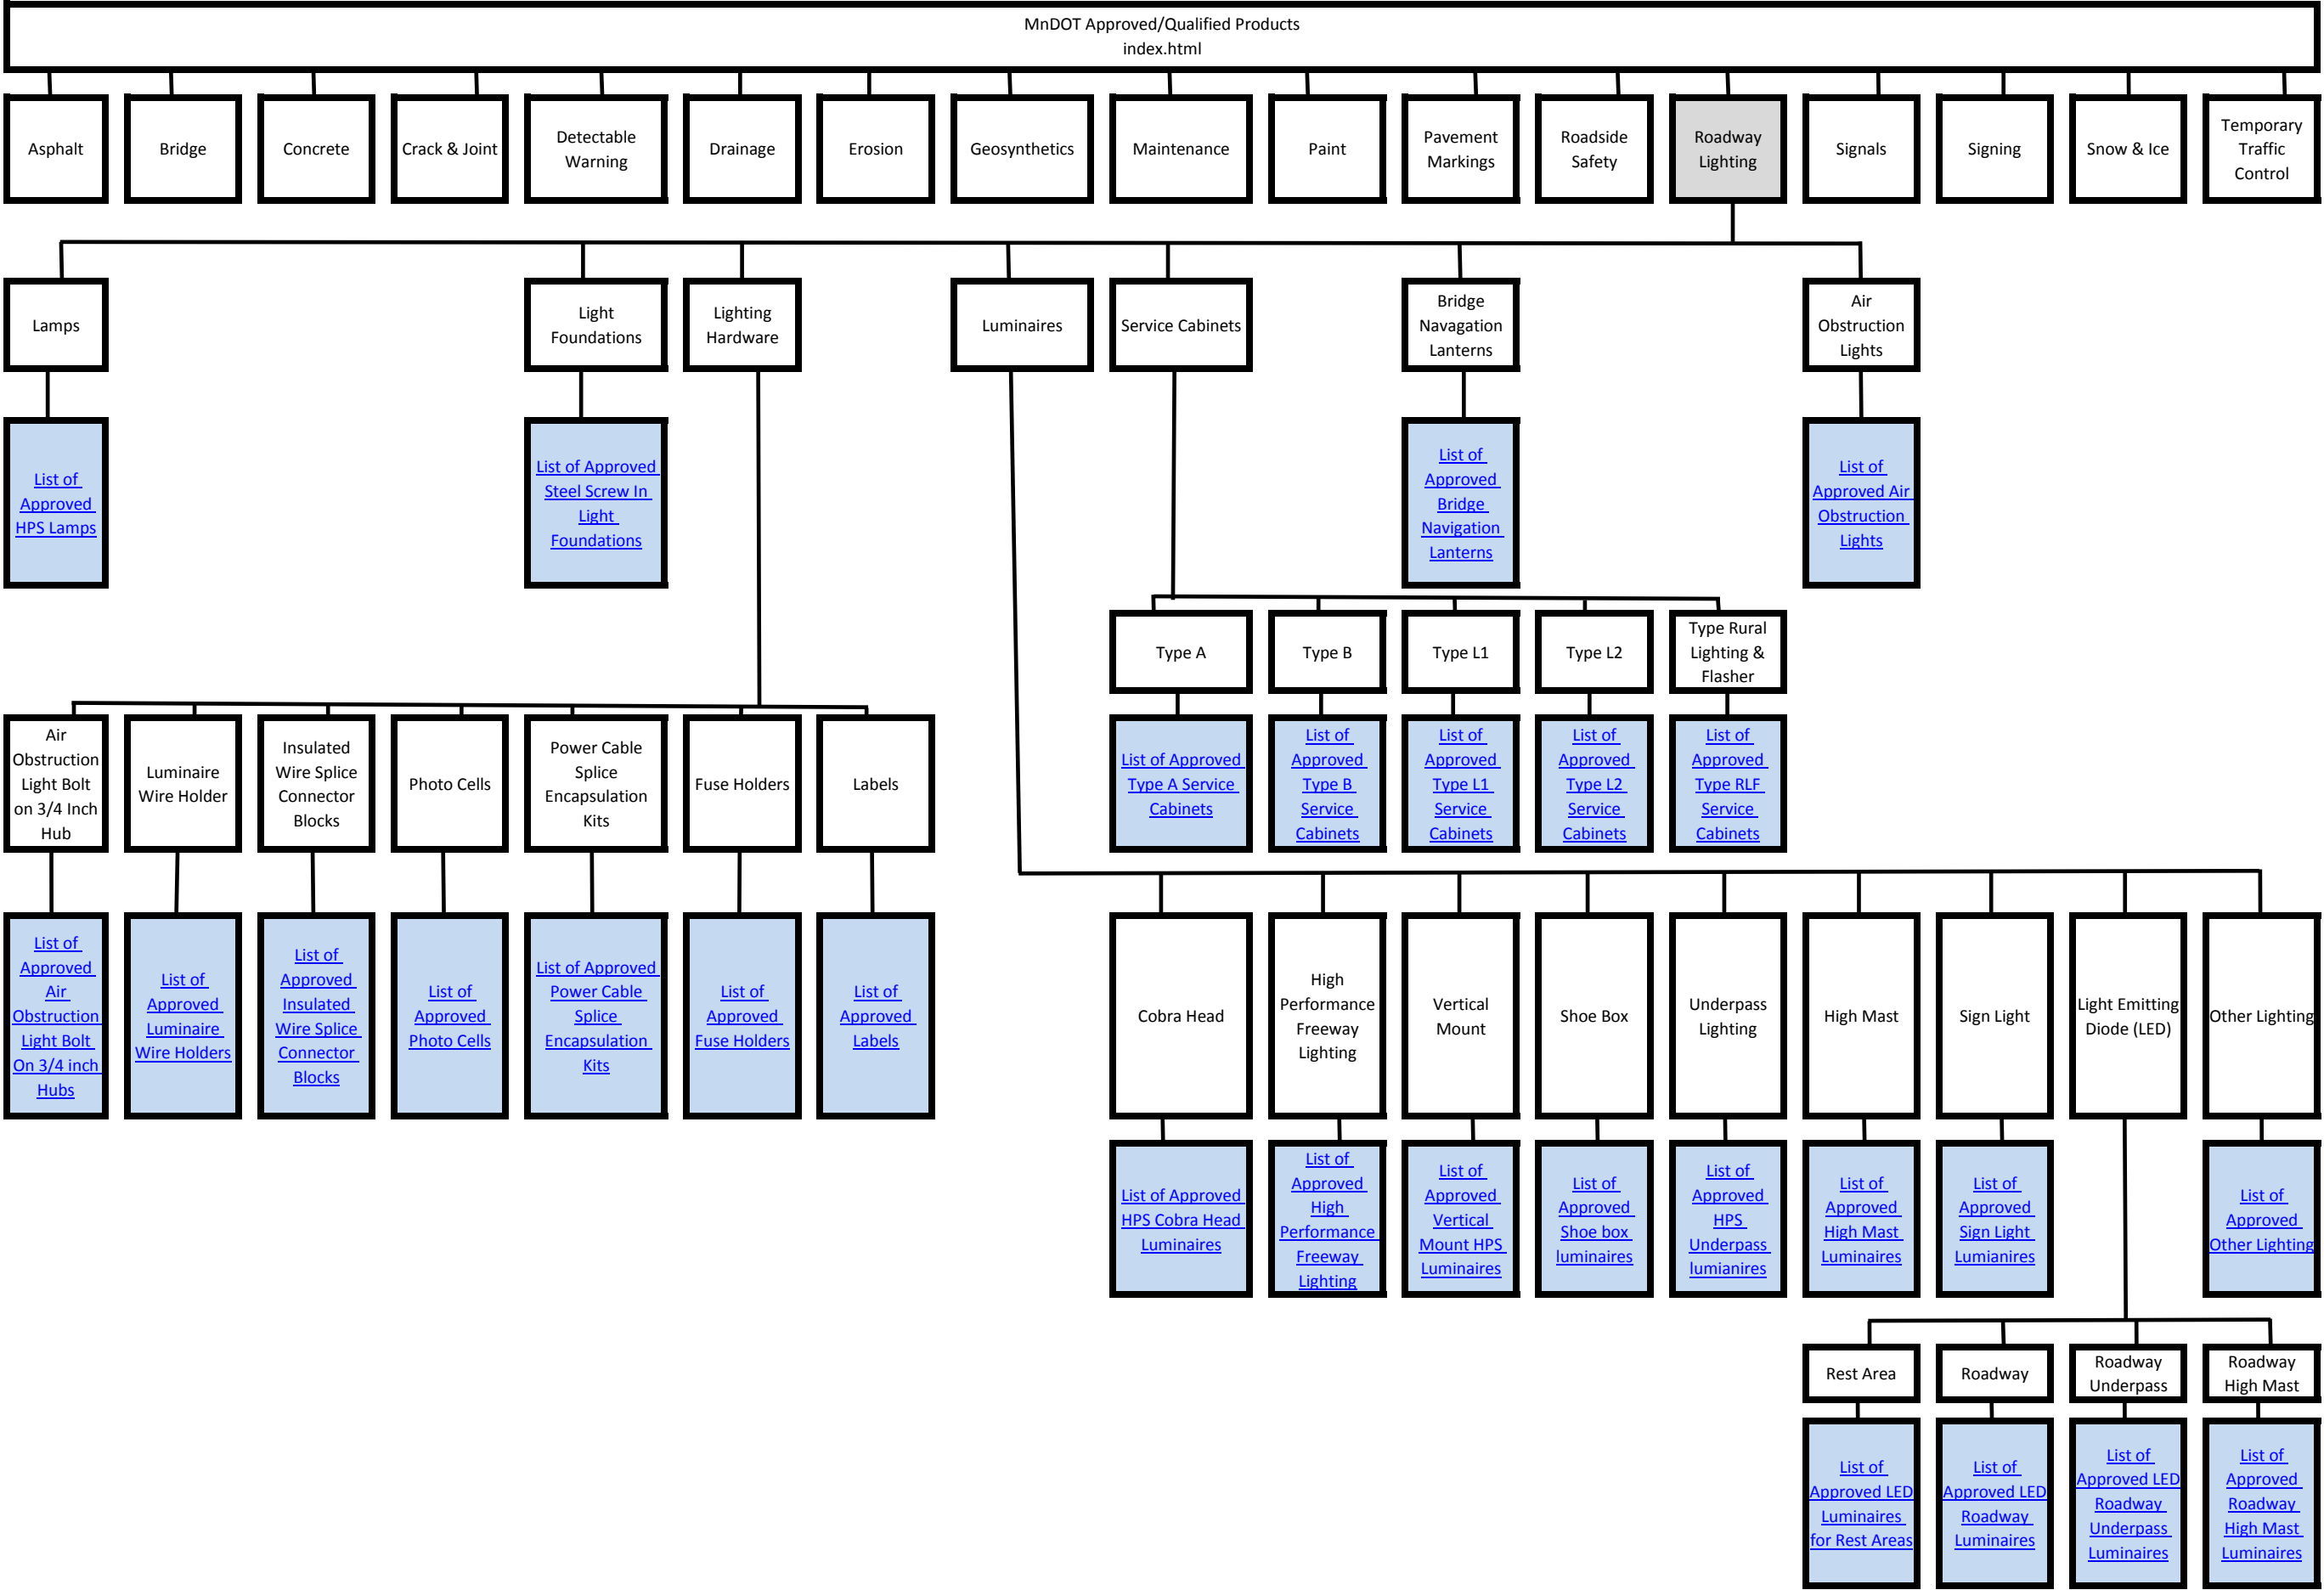 MnDOT Approved/Qualified Products
index.html
Asphalt
Bridge
Concrete
Crack & Joint
Detectable
Warning
Drainage
Erosion
Geosynthetics
Maintenance
Paint
Pavement
Markings
Roadside
Safety
Roadway
Lighting
Signals
Signing
Snow & Ice
Temporary
Traffic
Control
Lamps
Light
Foundations
Lighting
Hardware
Luminaires
Service Cabinets
Bridge
Navagation
Lanterns
Air
Obstruction
Lights
List of
Approved
HPS Lamps
List of Approved
Steel Screw In
Light
Foundations
List of
Approved
Bridge
Navigation
Lanterns
List of
Approved Air
Obstruction
Lights
Type A
Type B
Type L1
Type L2
Type Rural
Lighting &
Flasher
List of Approved
Type A Service
Cabinets
List of
Approved
Type B
Service
Cabinets
List of
Approved
Type L1
Service
Cabinets
List of
Approved
Type L2
Service
Cabinets
List of
Approved
Type RLF
Service
Cabinets
Air
Obstruction
Light Bolt
on 3/4 Inch
Hub
Luminaire
Wire Holder
Insulated
Wire Splice
Connector
Blocks
Photo Cells
Power Cable
Splice
Encapsulation
Kits
Fuse Holders
Labels
List of
Approved
Air
Obstruction
Light Bolt
On 3/4 inch
Hubs
List of
Approved
Luminaire
Wire Holders
List of
Approved
Insulated
Wire Splice
Connector
Blocks
List of
Approved
Photo Cells
List of Approved
Power Cable
Splice
Encapsulation
Kits
List of
Approved
Fuse Holders
List of
Approved
Labels
Cobra Head
High
Performance
Freeway
Lighting
Vertical
Mount
Shoe Box
Underpass
Lighting
High Mast
Sign Light
Light Emitting
Diode (LED)
Other Lighting
List of Approved
HPS Cobra Head
Luminaires
List of
Approved
High
Performance
Freeway
Lighting
List of
Approved
Vertical
Mount HPS
Luminaires
List of
Approved
Shoe box
luminaires
List of
Approved
HPS
Underpass
lumianires
List of
Approved
High Mast
Luminaires
List of
Approved
Sign Light
Lumianires
List of
Approved
Other Lighting
Rest Area
Roadway
Roadway
Underpass
Roadway
High Mast
List of
Approved LED
Luminaires
for Rest Areas
List of
Approved LED
Roadway
Luminaires
List of
Approved LED
Roadway
Underpass
Luminaires
List of
Approved
Roadway
High Mast
Luminaires